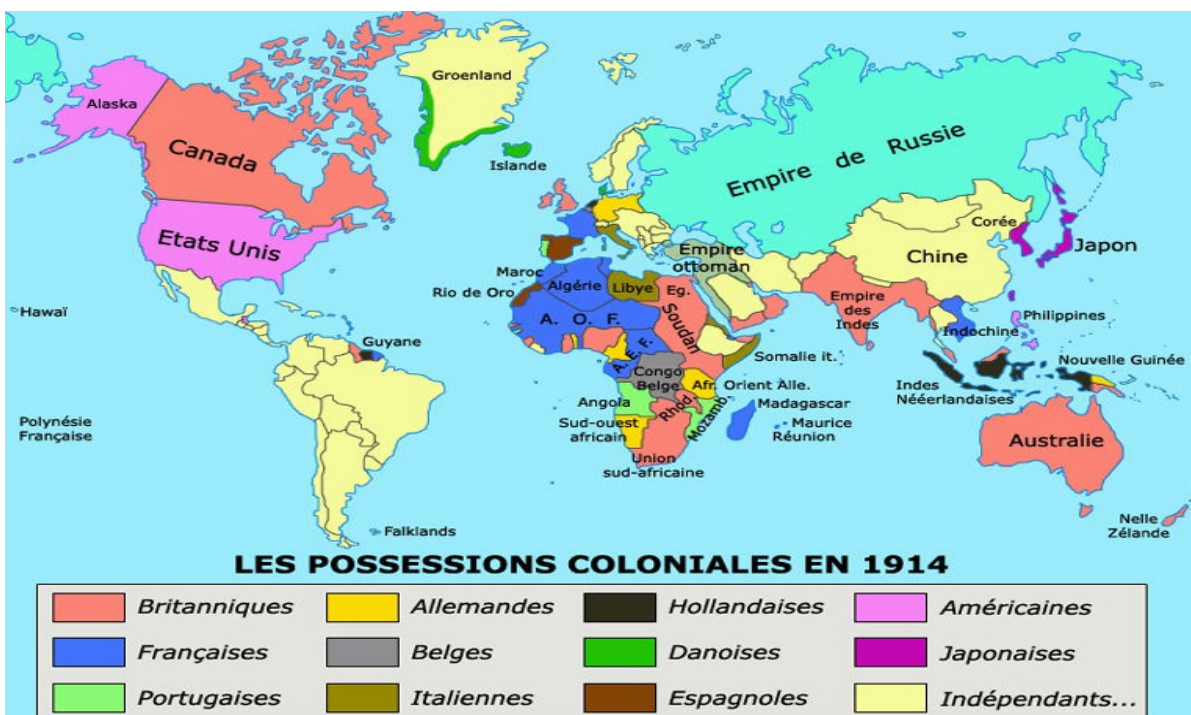 Groenland
Alaska
Canada
Islande
Empire de Russie
Etats Unis
Corée
Japon
Chine
Empire
ottoman
Maroc
Algérie
Libye
Eg.
Rio de Oro
Empire
des
Indes
Hawaï
A. O. F.
Soudan
Philippines
Indochine
Guyane
A. E. F.
Somalie it.
Nouvelle Guinée
Congo
Belge
Afr. Orient Alle.
Indes
Nééerlandaises
Angola
Rhod.
Mozamb.
Madagascar
Polynésie
Française
Sud-ouest
africain
Maurice
Réunion
Australie
Union
sud-africaine
Falklands
Nelle
Zélande
LES POSSESSIONS COLONIALES EN 1914
Britanniques Allemandes Hollandaises Américaines
Françaises Belges Danoises Japonaises
Portugaises Italiennes Espagnoles Indépendants...